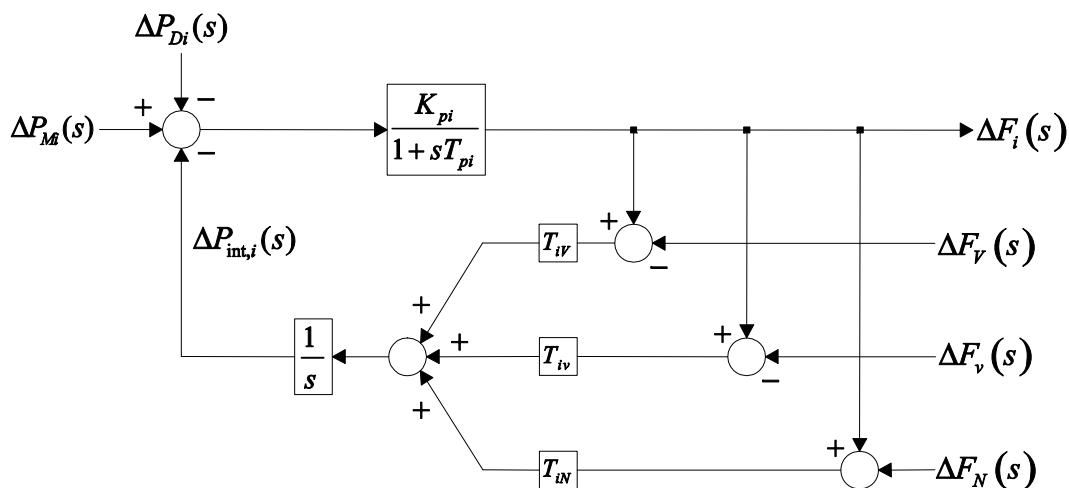 ΔP_{Di}(s)
+ −
ΔP_{Mi}(s)
−
K_{pi}
1 + sT_{pi}
ΔF_i(s)
ΔP_{int,i}(s)
+
T_{iV}
−
ΔF_V(s)
+
1
s
+
T_{iv}
+
−
ΔF_v(s)
+
T_{iN}
+
ΔF_N(s)